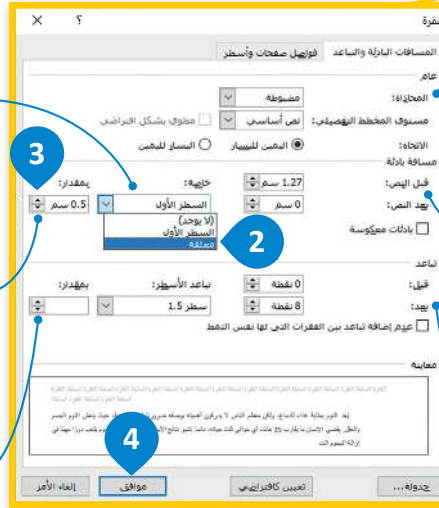 فقرة
؟ ×
المسافات البادئة والتباعد
فواصل صفحات وأسطر
عام
المحاذاة: مضبوطة
مستوى المخطط التفصيلي: نص أساسي
مطوي بشكل افتراضي
الاتجاه: اليمين لليسار اليسار لليمين
مسافة بادئة
قبل النص: 1.27 سم خاصة: بمقدار:
بعد النص: 0 سم السطر الأول 0.5 سم
3
بادئات معكوسة
(لا يوجد)
السطر الأول
معلقة
2
تباعد
قبل: 0 نقطة تباعد الأسطر: بمقدار:
بعد: 8 نقطة سطر 1.5
عدم إضافة تباعد بين الفقرات التي لها نفس النمط
معاينة
4
جدولة... تعيين كافتراضي موافق إلغاء الأمر